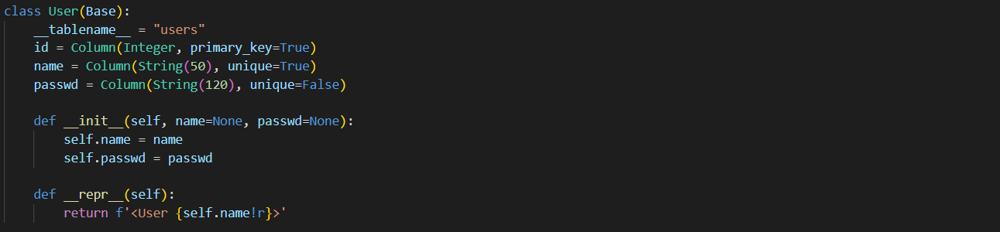 class User(Base):
    __tablename__ = "users"
    id = Column(Integer, primary_key=True)
    name = Column(String(50), unique=True)
    passwd = Column(String(120), unique=False)

    def __init__(self, name=None, passwd=None):
        self.name = name
        self.passwd = passwd

    def __repr__(self):
        return f'<User {self.name!r}>'